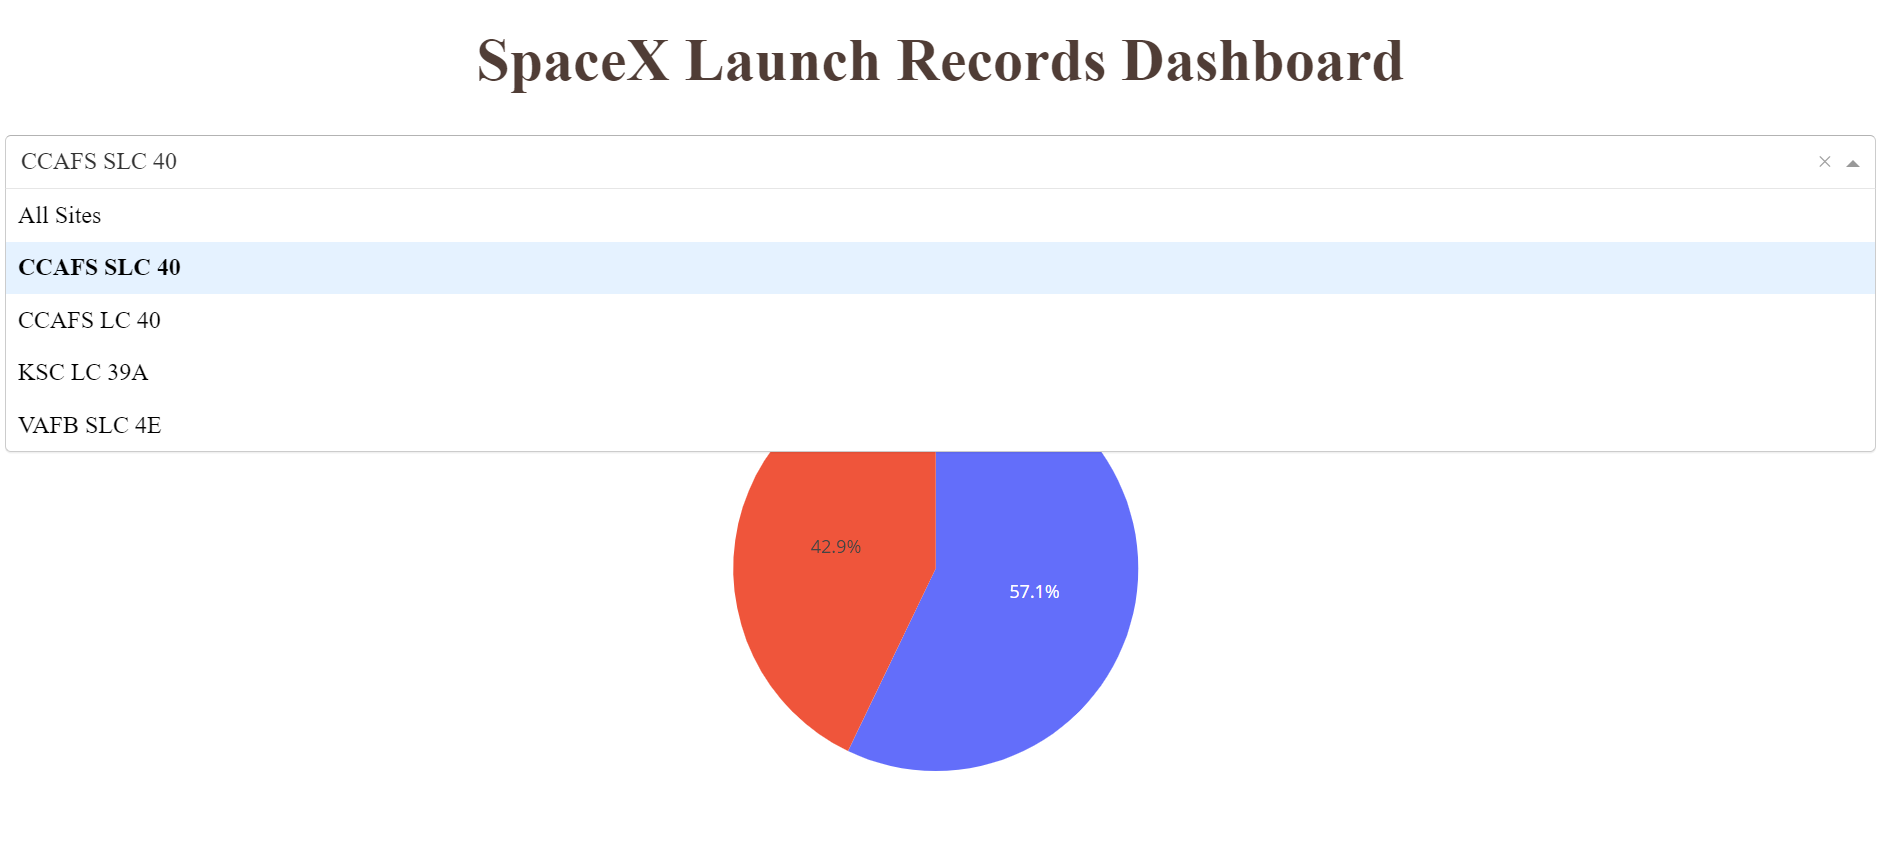 SpaceX Launch Records Dashboard
CCAFS SLC 40
All Sites
CCAFS SLC 40
CCAFS LC 40
KSC LC 39A
VAFB SLC 4E
42.9%
57.1%